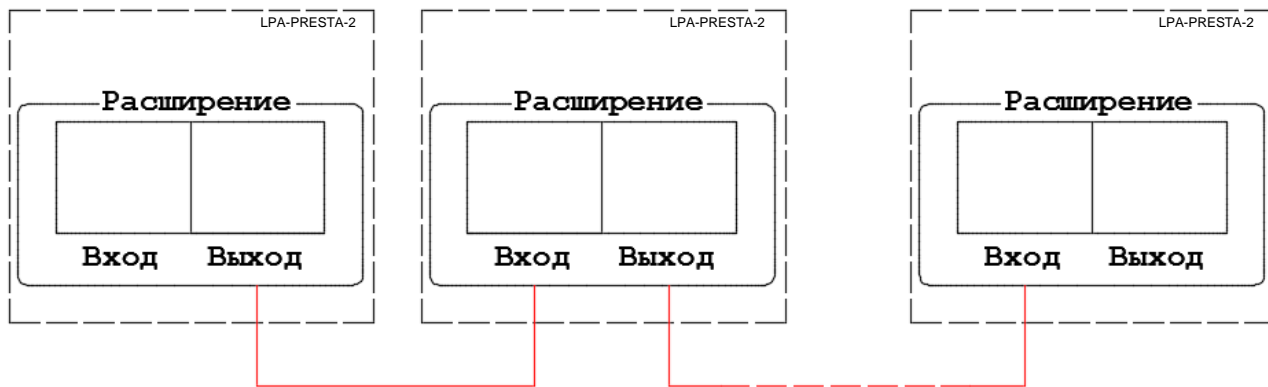 LPA-PRESTA-2 LPA-PRESTA-2 LPA-PRESTA-2
Расширение Расширение Расширение
Вход Выход Вход Выход Вход Выход